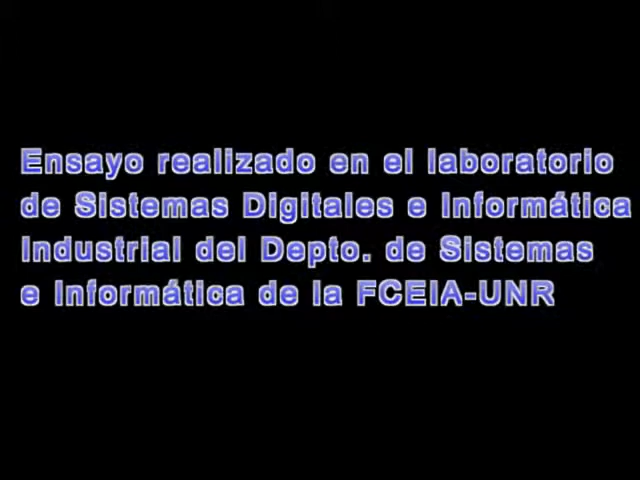 Ensayo realizado en el laboratorio
de Sistemas Digitales e Informática
Industrial del Depto. de Sistemas
e Informática de la FCEIA-UNR